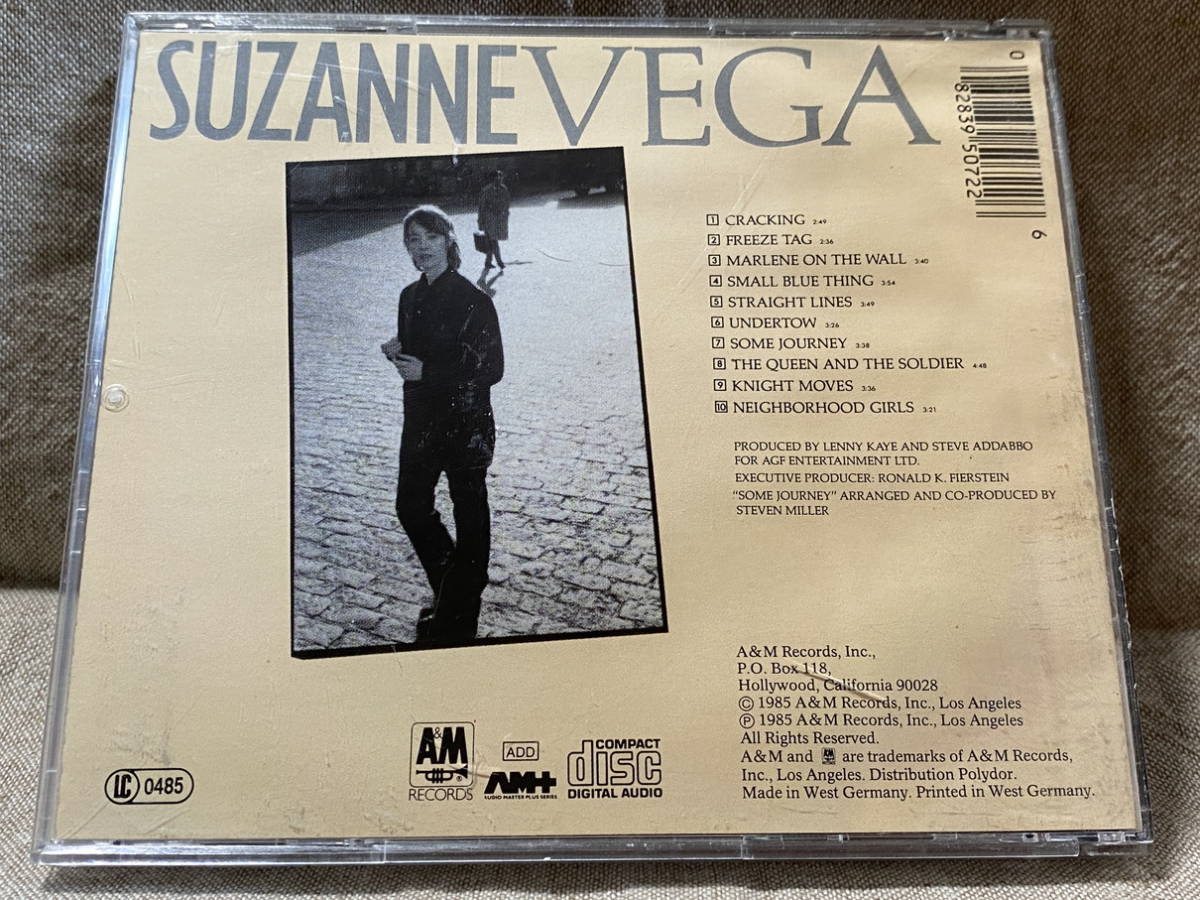 SUZANNEVEGA
0 82839 50722 6
1 CRACKING 2:49
2 FREEZE TAG 2:36
3 MARLENE ON THE WALL 3:40
4 SMALL BLUE THING 3:54
5 STRAIGHT LINES 3:49
6 UNDERTOW 3:26
7 SOME JOURNEY 3:38
8 THE QUEEN AND THE SOLDIER 4:48
9 KNIGHT MOVES 3:36
10 NEIGHBORHOOD GIRLS 3:21
PRODUCED BY LENNY KAYE AND STEVE ADDABBO
FOR AGF ENTERTAINMENT LTD.
EXECUTIVE PRODUCER: RONALD K. FIERSTEIN
"SOME JOURNEY" ARRANGED AND CO-PRODUCED BY
STEVEN MILLER
A&M Records, Inc.,
P.O. Box 118,
Hollywood, California 90028
© 1985 A&M Records, Inc., Los Angeles
℗ 1985 A&M Records, Inc., Los Angeles
All Rights Reserved.
A&M and A&M are trademarks of A&M Records,
Inc., Los Angeles. Distribution Polydor.
Made in West Germany. Printed in West Germany.
LC 0485
A&M ®
RECORDS
ADD
AM+
AUDIO MASTER PLUS SERIES
COMPACT
disc
DIGITAL AUDIO